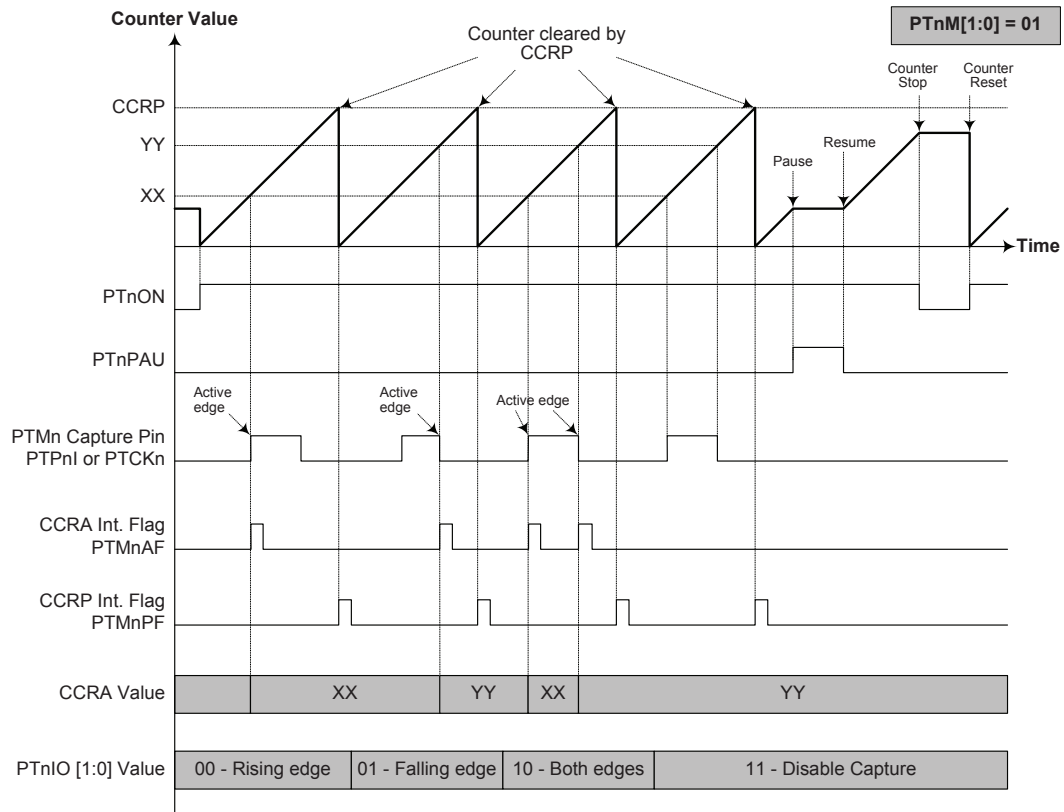 Counter Value
PTnM[1:0] = 01
Counter cleared by
CCRP
Counter
Stop
Counter
Reset
CCRP
YY
Resume
Pause
XX
Time
PTnON
PTnPAU
Active
edge
Active
edge
Active edge
PTMn Capture Pin
PTPnI or PTCKn
CCRA Int. Flag
PTMnAF
CCRP Int. Flag
PTMnPF
CCRA Value
XX
YY
XX
YY
PTnIO [1:0] Value
00 - Rising edge
01 - Falling edge
10 - Both edges
11 - Disable Capture